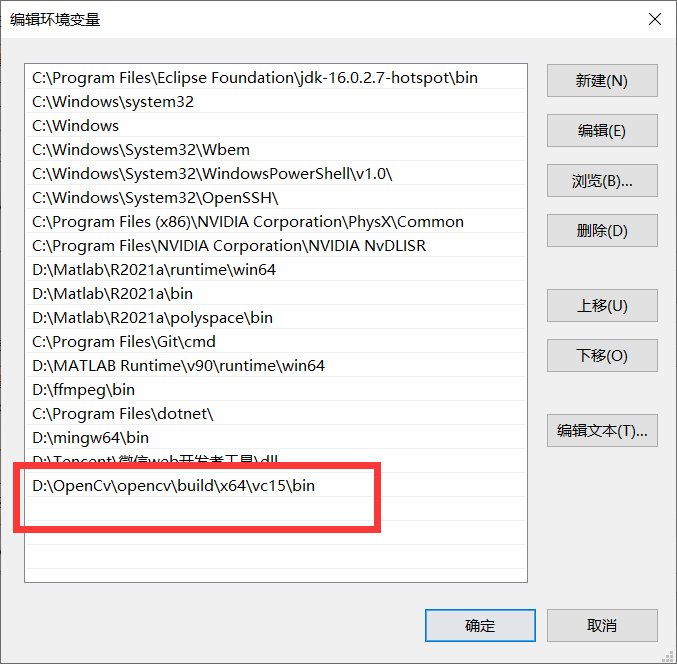 编辑环境变量
C:\Program Files\Eclipse Foundation\jdk-16.0.2.7-hotspot\bin
C:\Windows\system32
C:\Windows
C:\Windows\System32\Wbem
C:\Windows\System32\WindowsPowerShell\v1.0\
C:\Windows\System32\OpenSSH\
C:\Program Files (x86)\NVIDIA Corporation\PhysX\Common
C:\Program Files\NVIDIA Corporation\NVIDIA NvDLISR
D:\Matlab\R2021a\runtime\win64
D:\Matlab\R2021a\bin
D:\Matlab\R2021a\polyspace\bin
C:\Program Files\Git\cmd
D:\MATLAB Runtime\v90\runtime\win64
D:\ffmpeg\bin
C:\Program Files\dotnet\
D:\mingw64\bin
D:\Tencent\微信web开发者工具\dll
D:\OpenCv\opencv\build\x64\vc15\bin
新建(N)
编辑(E)
浏览(B)...
删除(D)
上移(U)
下移(O)
编辑文本(T)...
确定
取消